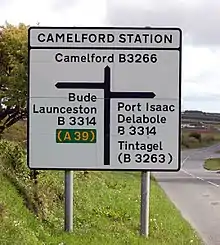 CAMELFORD STATION
Camelford B3266
Bude
Launceston
B 3314
(A 39)
Port Isaac
Delabole
B 3314
Tintagel
(B 3263)